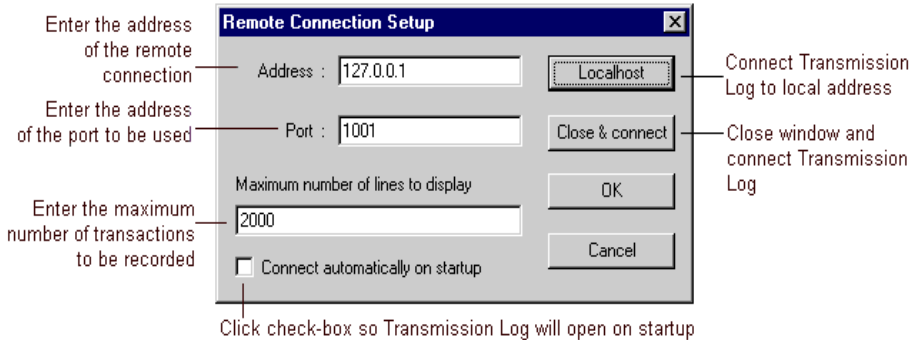 Enter the address
of the remote
connection
Enter the address
of the port to be used
Enter the maximum
number of transactions
to be recorded
Remote Connection Setup
Address : 127.0.0.1
Port : 1001
Maximum number of lines to display
2000
Connect automatically on startup
Localhost
Close & connect
OK
Cancel
Connect Transmission
Log to local address
Close window and
connect Transmission
Log
Click check-box so Transmission Log will open on startup